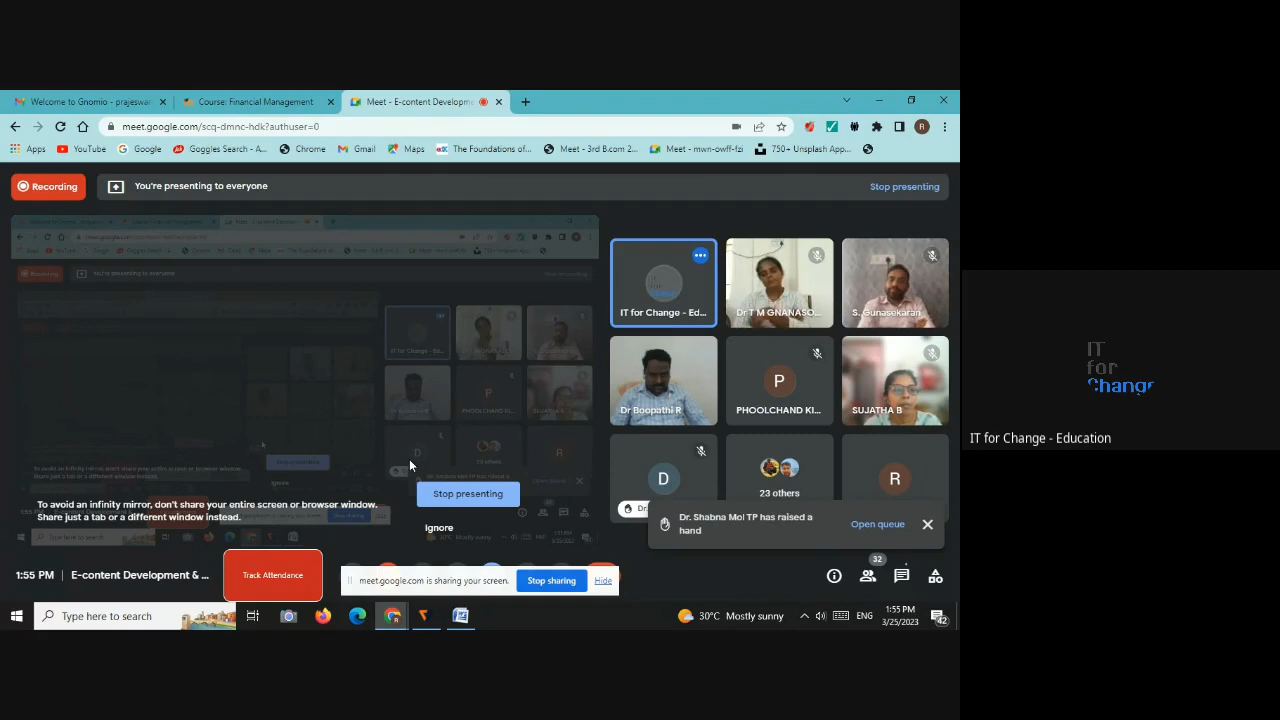 Welcome to Gnomio - prajeswar
Course: Financial Management
Meet - E-content Developm
meet.google.com/scq-dmnc-hdk?authuser=0
R
Apps
YouTube
Google
Goggles Search - A...
Chrome
Gmail
Maps
The Foundations of...
Meet - 3rd B.com 2...
Meet - mwn-owff-fzi
750+ Unsplash App...
Recording
You're presenting to everyone
Stop presenting
IT for Change - Ed...
Dr T M GNANASO...
S. Gunasekaran
Dr Boopathi R
P
PHOOLCHAND KI...
SUJATHA B
D
Dr.
23 others
R
Dr. Shabna Mol TP has raised a
hand
Open queue
To avoid an infinity mirror, don't share your entire screen or browser window.
Share just a tab or a different window instead.
Stop presenting
Ignore
1:55 PM | E-content Development & ...
Track Attendance
meet.google.com is sharing your screen.
Stop sharing
Hide
32
Type here to search
30°C Mostly sunny
ENG
1:55 PM
3/25/2023
42
IT
for
Change
IT for Change - Education